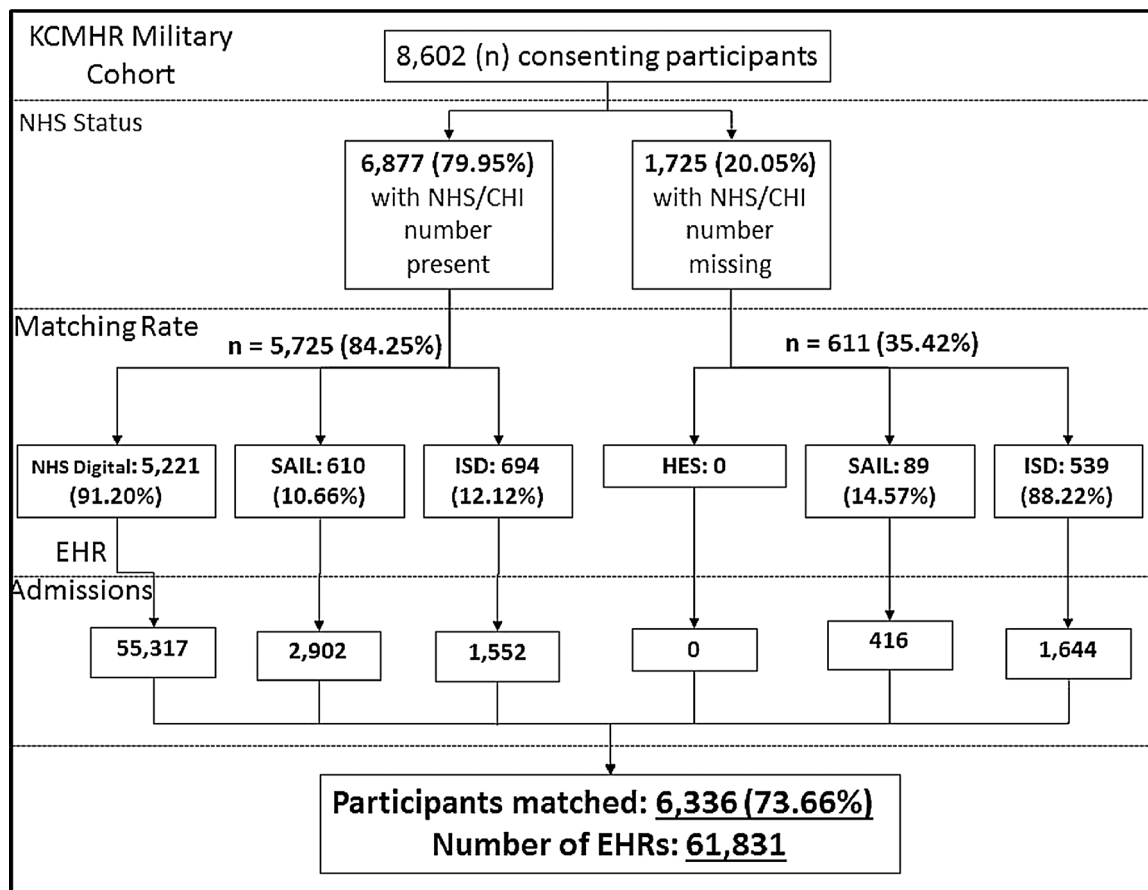 KCMHR Military
Cohort
8,602 (n) consenting participants
NHS Status
6,877 (79.95%)
with NHS/CHI
number
present
1,725 (20.05%)
with NHS/CHI
number
missing
Matching Rate
n = 5,725 (84.25%)
n = 611 (35.42%)
NHS Digital: 5,221
(91.20%)
SAIL: 610
(10.66%)
ISD: 694
(12.12%)
HES: 0
SAIL: 89
(14.57%)
ISD: 539
(88.22%)
EHR
Admissions
55,317
2,902
1,552
0
416
1,644
Participants matched: 6,336 (73.66%)
Number of EHRs: 61,831